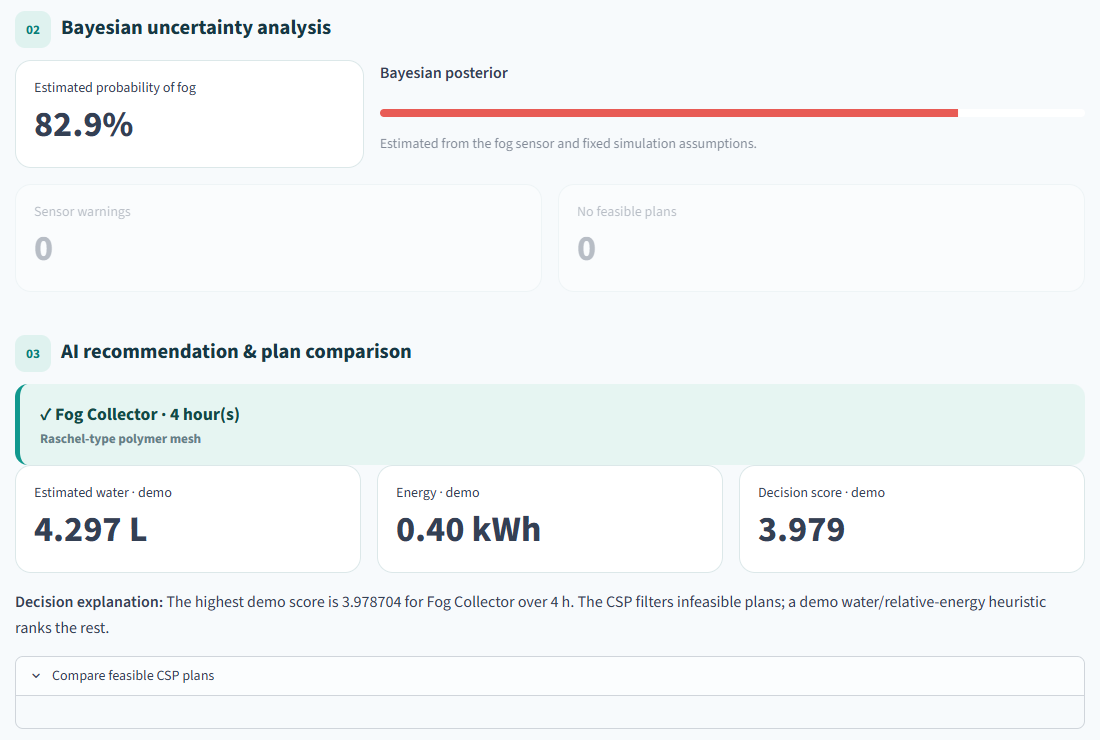 02
Bayesian uncertainty analysis
Estimated probability of fog
82.9%
Bayesian posterior
Estimated from the fog sensor and fixed simulation assumptions.
Sensor warnings
0
No feasible plans
0
03
AI recommendation & plan comparison
✓ Fog Collector · 4 hour(s)
Raschel-type polymer mesh
Estimated water · demo
4.297 L
Energy · demo
0.40 kWh
Decision score · demo
3.979
Decision explanation: The highest demo score is 3.978704 for Fog Collector over 4 h. The CSP filters infeasible plans; a demo water/relative-energy heuristic
ranks the rest.
Compare feasible CSP plans